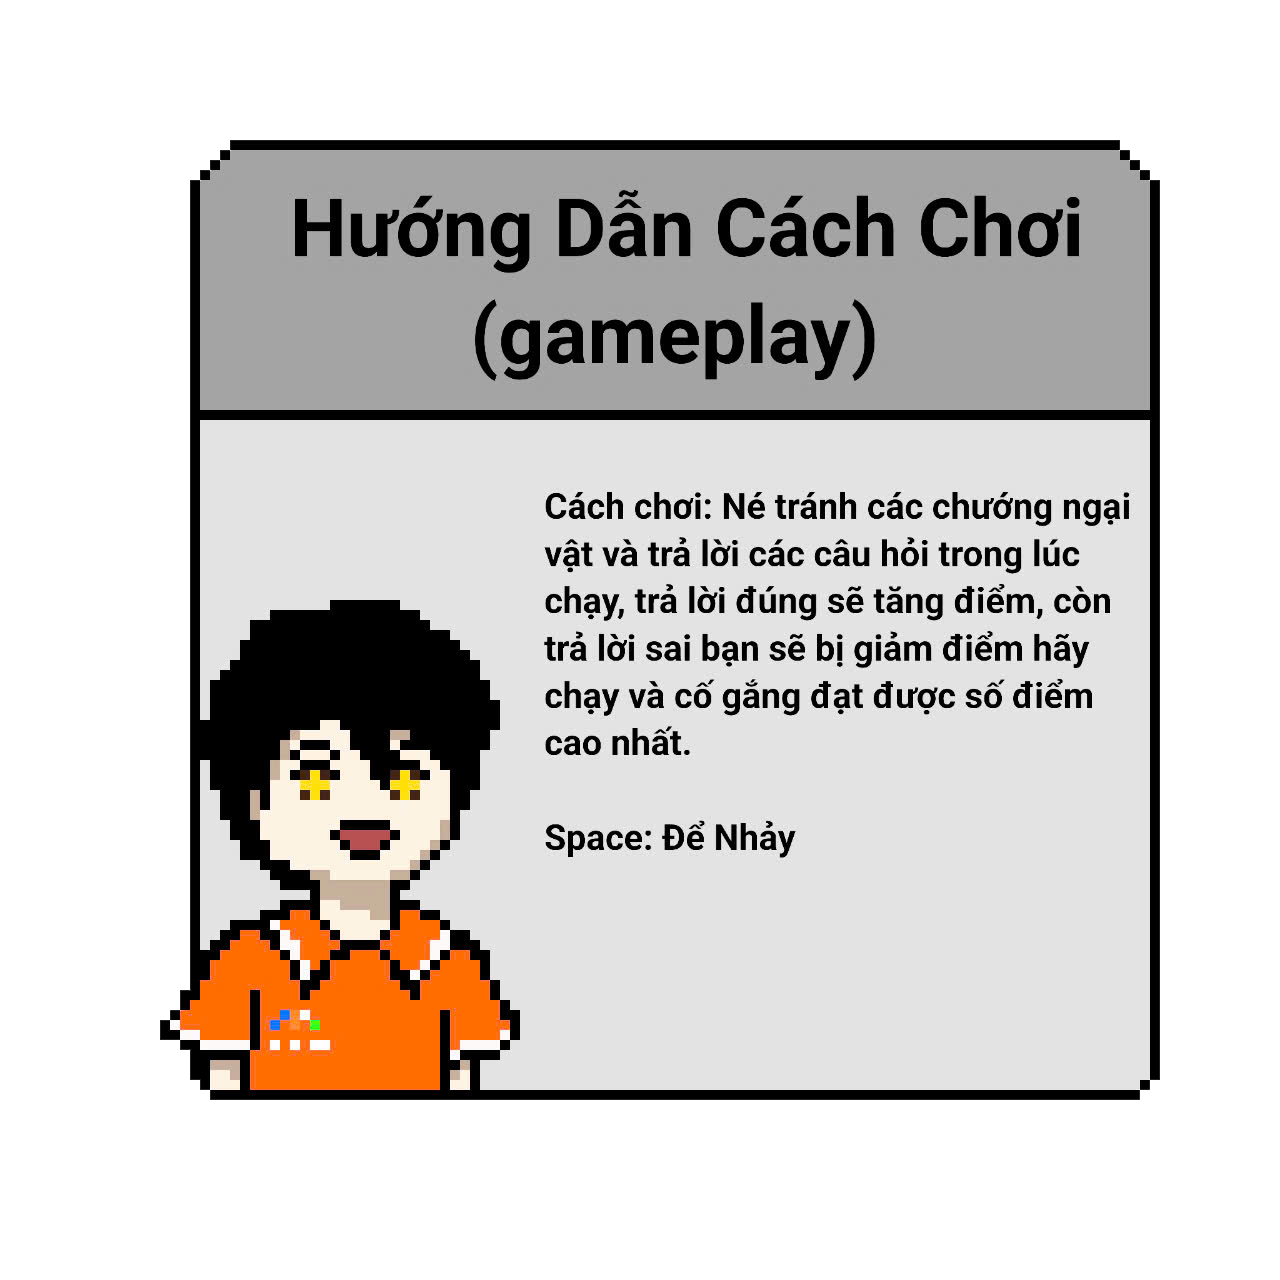 Hướng Dẫn Cách Chơi
(gameplay)
Cách chơi: Né tránh các chướng ngại
vật và trả lời các câu hỏi trong lúc
chạy, trả lời đúng sẽ tăng điểm, còn
trả lời sai bạn sẽ bị giảm điểm hãy
chạy và cố gắng đạt được số điểm
cao nhất.
Space: Để Nhảy